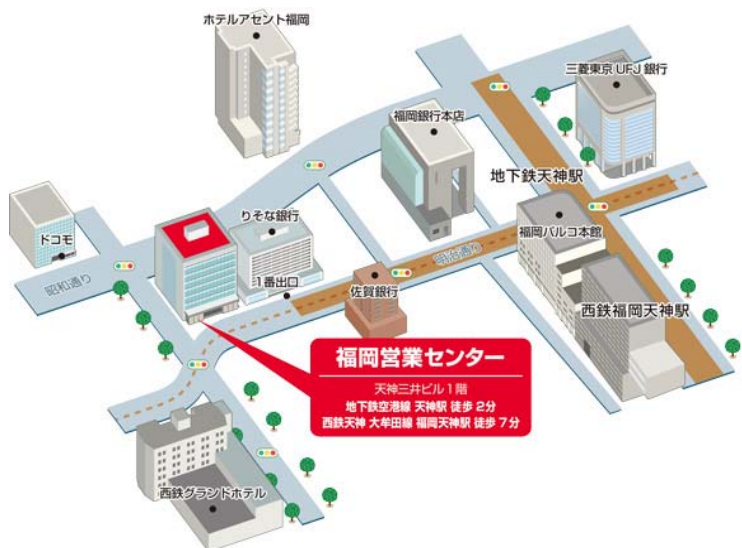 ホテルアセント福岡
三菱東京UFJ銀行
福岡銀行本店
地下鉄天神駅
りそな銀行
福岡パルコ本館
ドコモ
明治通り
昭和通り
1番出口
佐賀銀行
西鉄福岡天神駅
福岡営業センター
天神三井ビル1階
地下鉄空港線 天神駅 徒歩2分
西鉄天神 大牟田線 福岡天神駅 徒歩7分
西鉄グランドホテル